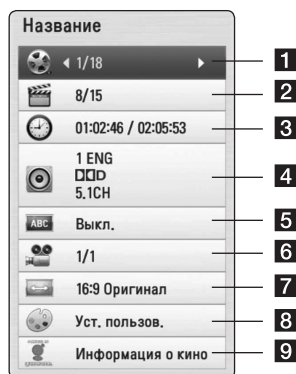 Название
1/18 1
8/15 2
01:02:46 / 02:05:53 3
1 ENG
D
5.1CH
4
ABC Выкл. 5
1/1 6
16:9 Оригинал 7
Уст. пользов. 8
Информация о кино 9